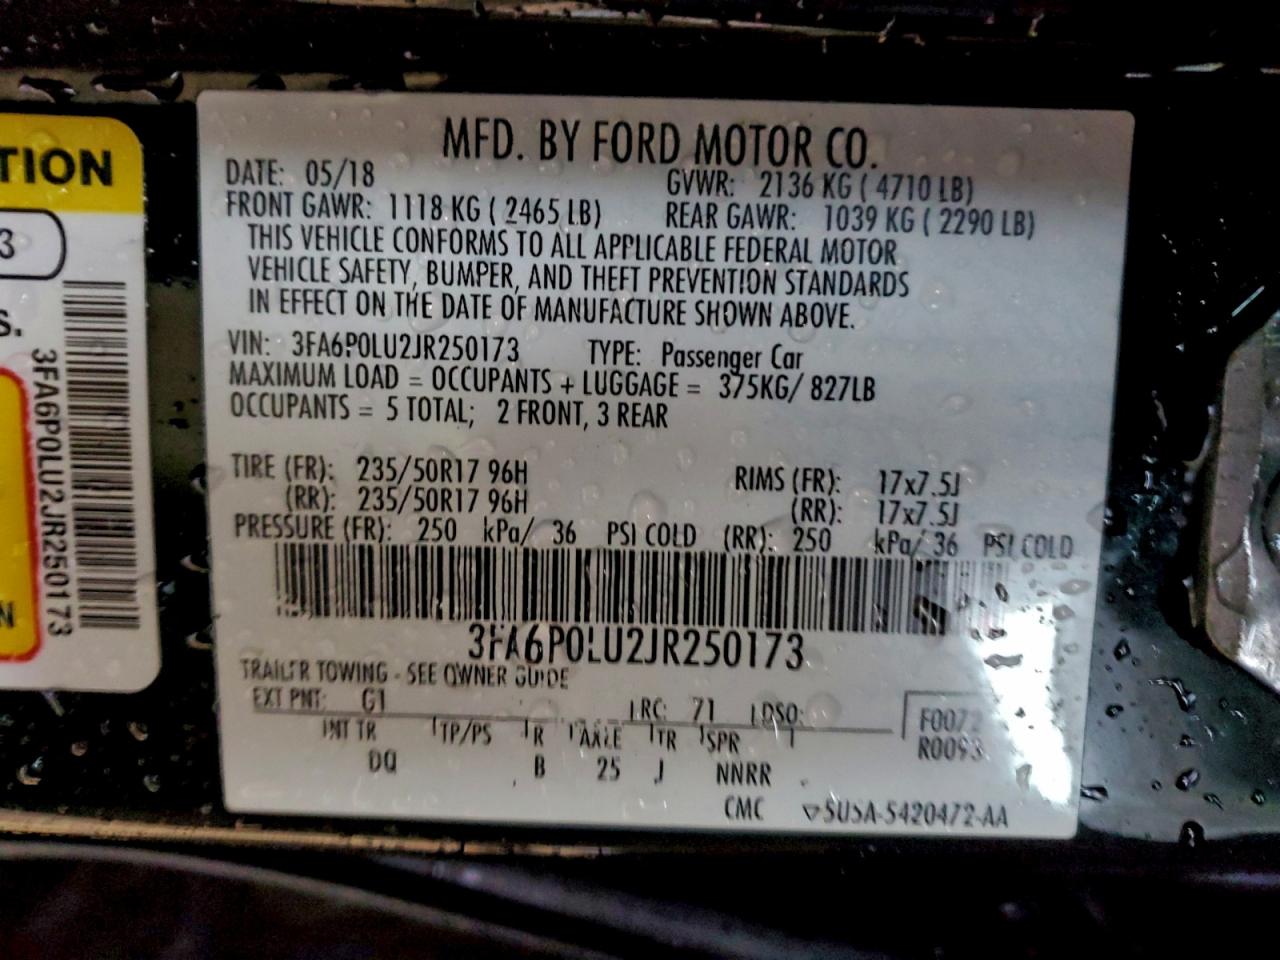 TION
3
S.
3FA6P0LU2JR250173
N
MFD. BY FORD MOTOR CO.
DATE: 05/18 GVWR: 2136 KG ( 4710 LB)
FRONT GAWR: 1118 KG ( 2465 LB) REAR GAWR: 1039 KG ( 2290 LB)
THIS VEHICLE CONFORMS TO ALL APPLICABLE FEDERAL MOTOR
VEHICLE SAFETY, BUMPER, AND THEFT PREVENTION STANDARDS
IN EFFECT ON THE DATE OF MANUFACTURE SHOWN ABOVE.
VIN: 3FA6P0LU2JR250173 TYPE: Passenger Car
MAXIMUM LOAD = OCCUPANTS + LUGGAGE = 375KG/ 827LB
OCCUPANTS = 5 TOTAL; 2 FRONT, 3 REAR
TIRE (FR): 235/50R17 96H RIMS (FR): 17x7.5J
(RR): 235/50R17 96H (RR): 17x7.5J
PRESSURE (FR): 250 kPa/ 36 PSI COLD (RR): 250 kPa/ 36 PSI COLD
3FA6P0LU2JR250173
TRAILER TOWING - SEE OWNER GUIDE
EXT PNT: G1 RC: 71 DSO:
INT TR TP/PS R AXLE TR SPR
DQ B 25 J NNRR
F0072
R0093
CMC ▽5USA-5420472-AA